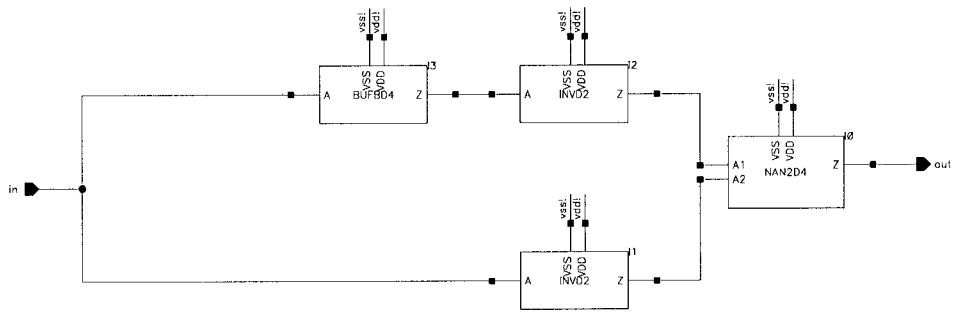 vss! vdd!
vss! vdd!
I3
I2
VSS VDD
VSS VDD
A BUFBD4 Z
A INVD2 Z
vss! vdd!
I0
VSS VDD
A1
A2
NAN2D4
Z
out
in
vss! vdd!
I1
VSS VDD
A INVD2 Z